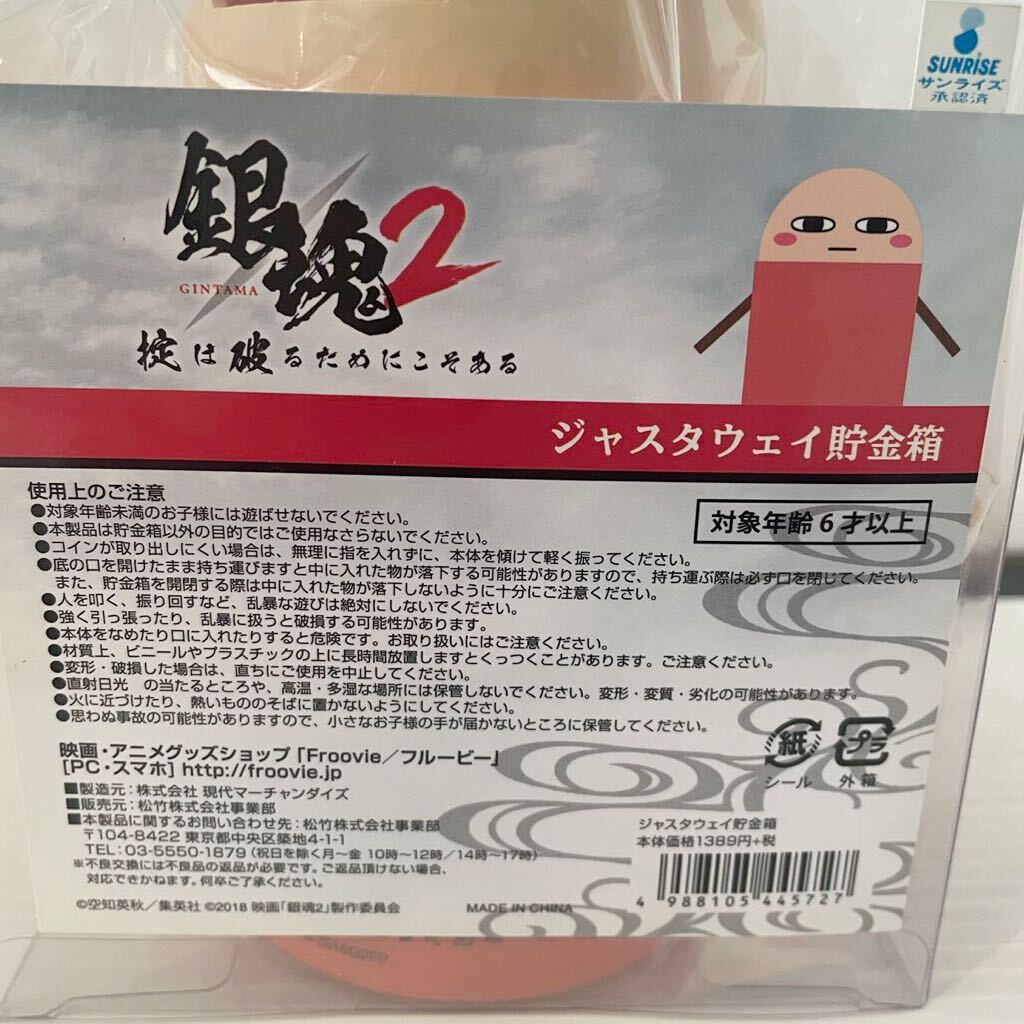 SUNRISE
サンライズ
承認済
銀魂2
GINTAMA
掟は破るためにこそある
ジャスタウェイ貯金箱
対象年齢6才以上
使用上のご注意
●対象年齢未満のお子様には遊ばせないでください。
●本製品は貯金箱以外の目的ではご使用なさらないでください。
●コインが取り出しにくい場合は、無理に指を入れずに、本体を傾けて軽く振ってください。
●底の口を開けたまま持ち運びますと中に入れた物が落下する可能性がありますので、持ち運ぶ際は必ず口を閉じてください。
また、貯金箱を開閉する際は中に入れた物が落下しないように十分にご注意ください。
●人を叩く、振り回すなど、乱暴な遊びは絶対にしないでください。
●強く引っ張ったり、乱暴に扱うと破損する可能性があります。
●本体をなめたり口に入れたりすると危険です。お取り扱いにはご注意ください。
●材質上、ビニールやプラスチックの上に長時間放置しますとくっつくことがあります。ご注意ください。
●変形・破損した場合は、直ちにご使用を中止してください。
●直射日光 の当たるところや、高温・多湿な場所には保管しないでください。変形・変質・劣化の可能性があります。
●火に近づけたり、熱いもののそばに置かないようにしてください。
●思わぬ事故の可能性がありますので、小さなお子様の手が届かないところに保管してください。
映画・アニメグッズショップ「Froovie／フルービー」
[PC・スマホ] http://froovie.jp
■製造元：株式会社 現代マーチャンダイズ
■販売元：松竹株式会社事業部
■本製品に関するお問い合わせ先：松竹株式会社事業部
〒104-8422 東京都中央区築地4-1-1
TEL：03-5550-1879（祝日を除く月～金 10時～12時／14時～17時）
※不良交換には不良品の返品が必要です。ご返品頂けない場合、
対応できかねます。何卒ご了承ください。
©空知英秋／集英社 ©2018 映画「銀魂2」製作委員会
MADE IN CHINA
紙
シール
プラ
外箱
ジャスタウェイ貯金箱
本体価格1389円+税
4 988105 445727